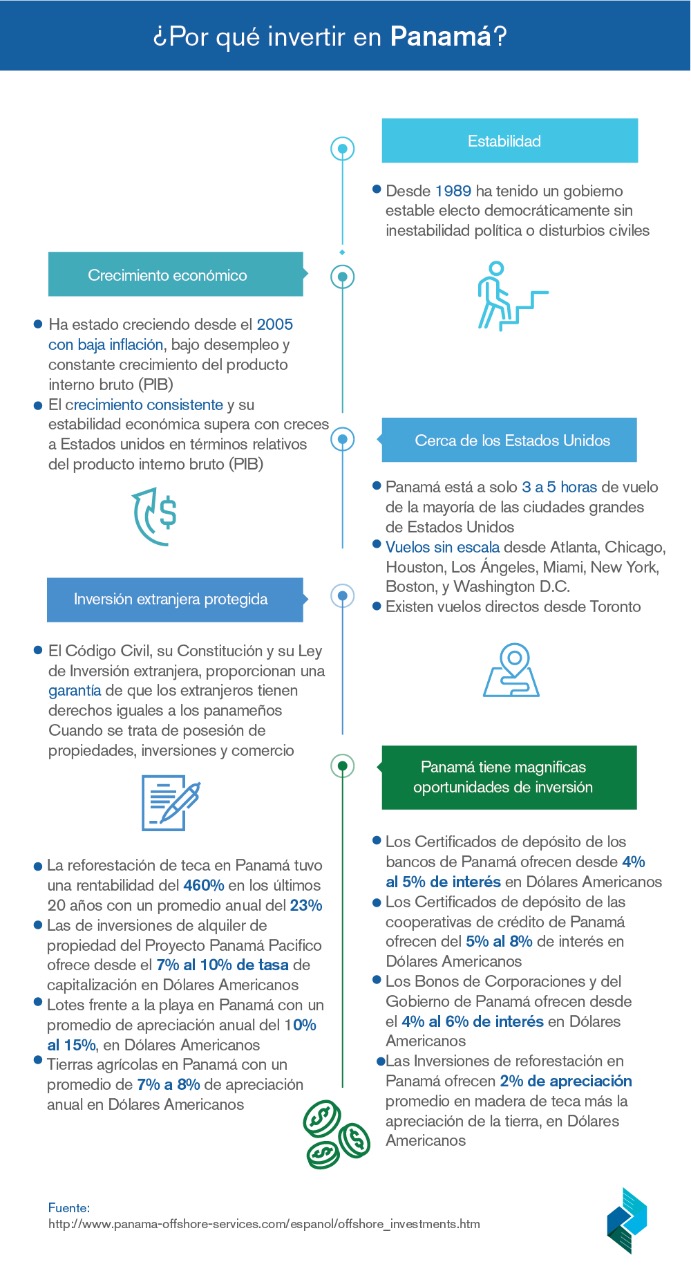 ¿Por qué invertir en Panamá?
Estabilidad
Desde 1989 ha tenido un gobierno
estable electo democráticamente sin
inestabilidad política o disturbios civiles
Crecimiento económico
Ha estado creciendo desde el 2005
con baja inflación, bajo desempleo y
constante crecimiento del producto
interno bruto (PIB)
El crecimiento consistente y su
estabilidad económica supera con creces
a Estados unidos en términos relativos
del producto interno bruto (PIB)
Cerca de los Estados Unidos
Panamá está a solo 3 a 5 horas de vuelo
de la mayoría de las ciudades grandes
de Estados Unidos
Vuelos sin escala desde Atlanta, Chicago,
Houston, Los Ángeles, Miami, New York,
Boston, y Washington D.C.
Existen vuelos directos desde Toronto
Inversión extranjera protegida
El Código Civil, su Constitución y su Ley
de Inversión extranjera, proporcionan una
garantía de que los extranjeros tienen
derechos iguales a los panameños
Cuando se trata de posesión de
propiedades, inversiones y comercio
Panamá tiene magnificas
oportunidades de inversión
Los Certificados de depósito de los
bancos de Panamá ofrecen desde 4%
al 5% de interés en Dólares Americanos
Los Certificados de depósito de las
cooperativas de crédito de Panamá
ofrecen del 5% al 8% de interés en
Dólares Americanos
Los Bonos de Corporaciones y del
Gobierno de Panamá ofrecen desde
el 4% al 6% de interés en Dólares
Americanos
Las Inversiones de reforestación en
Panamá ofrecen 2% de apreciación
promedio en madera de teca más la
apreciación de la tierra, en Dólares
Americanos
La reforestación de teca en Panamá tuvo
una rentabilidad del 460% en los últimos
20 años con un promedio anual del 23%
Las de inversiones de alquiler de
propiedad del Proyecto Panamá Pacifico
ofrece desde el 7% al 10% de tasa de
capitalización en Dólares Americanos
Lotes frente a la playa en Panamá con un
promedio de apreciación anual del 10%
al 15%, en Dólares Americanos
Tierras agrícolas en Panamá con un
promedio de 7% a 8% de apreciación
anual en Dólares Americanos
Fuente:
http://www.panama-offshore-services.com/espanol/offshore_investments.htm